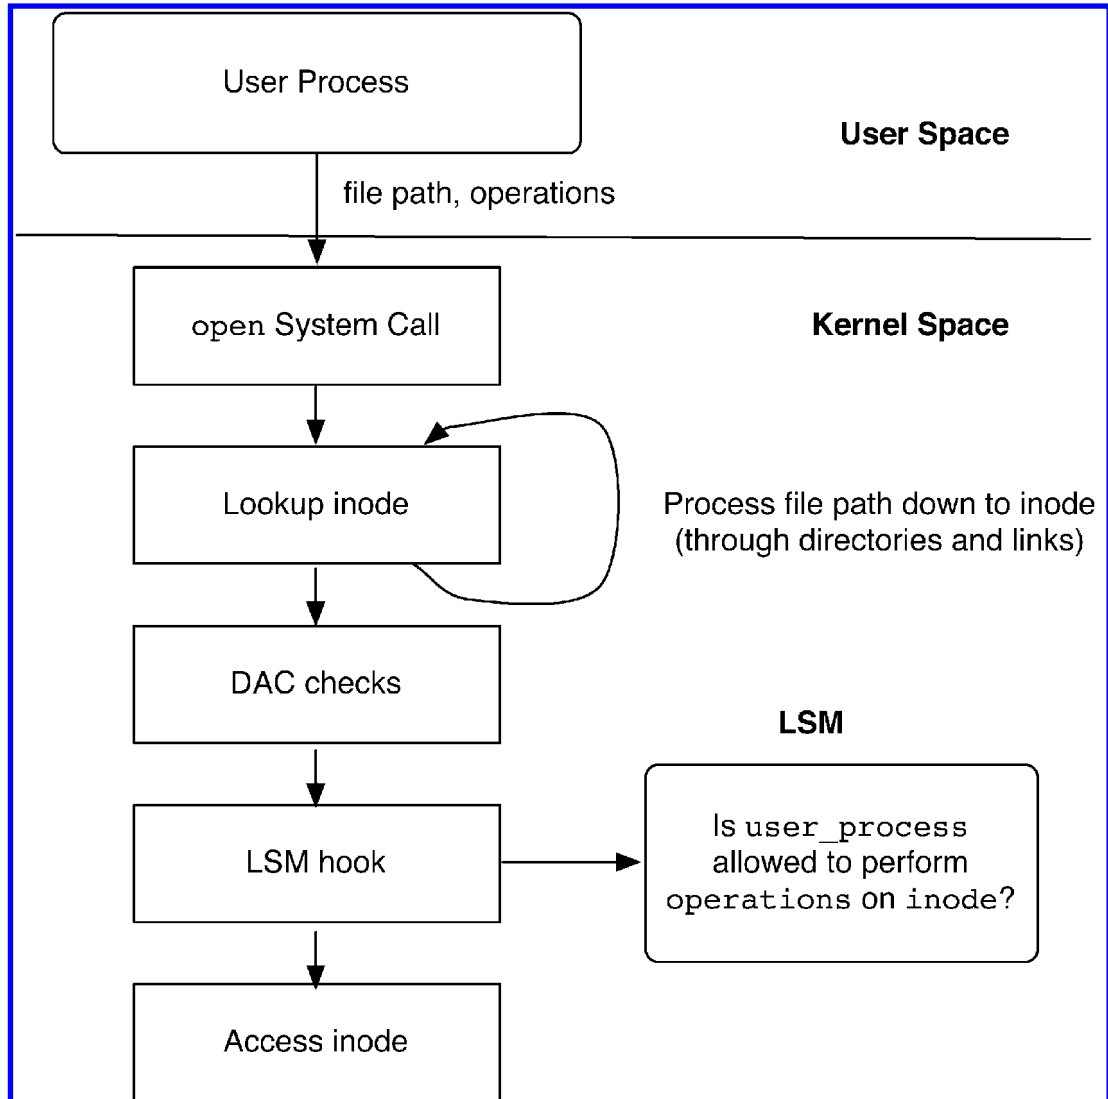 User Process
User Space
file path, operations
open System Call
Kernel Space
Lookup inode
Process file path down to inode
(through directories and links)
DAC checks
LSM
LSM hook
Is user_process
allowed to perform
operations on inode?
Access inode